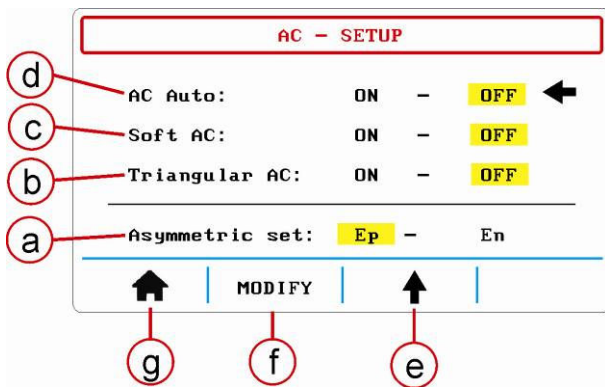 AC - SETUP
d
AC Auto: ON - OFF
c
Soft AC: ON - OFF
b
Triangular AC: ON - OFF
a
Asymmetric set: Ep - En
MODIFY
g
f
e